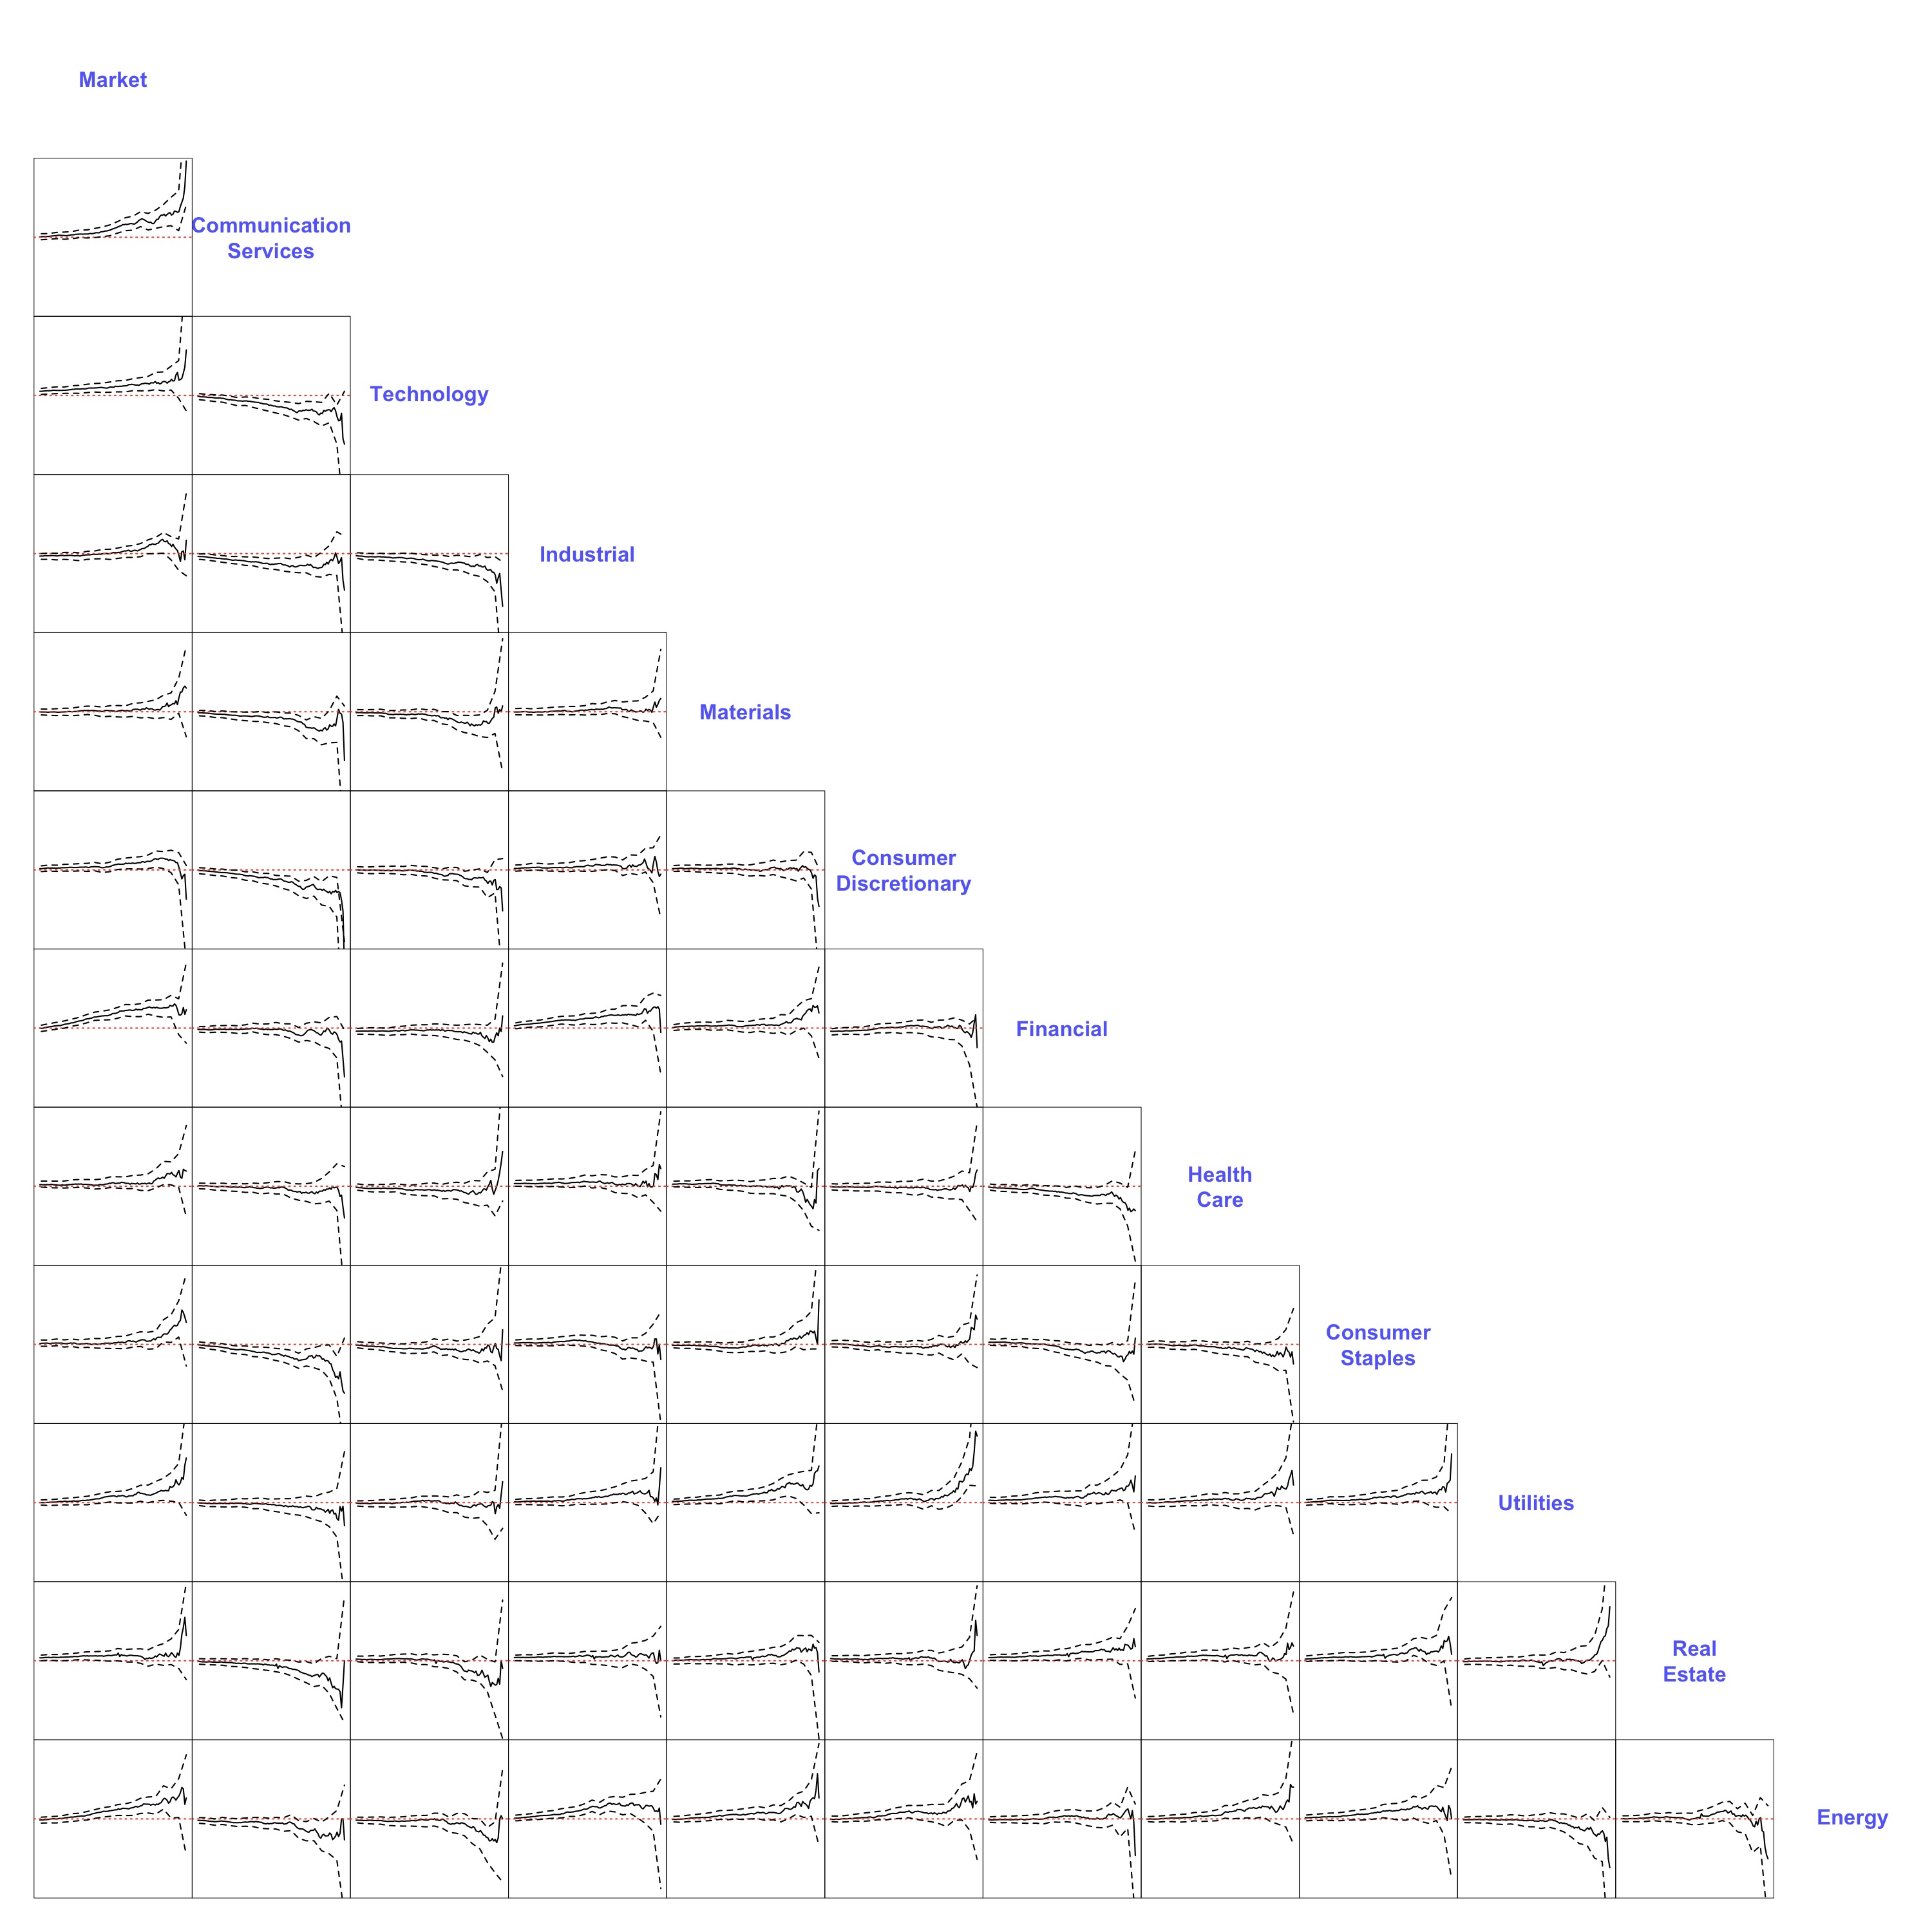 Market
Communication
Services
Technology
Industrial
Materials
Consumer
Discretionary
Financial
Health
Care
Consumer
Staples
Utilities
Real
Estate
Energy